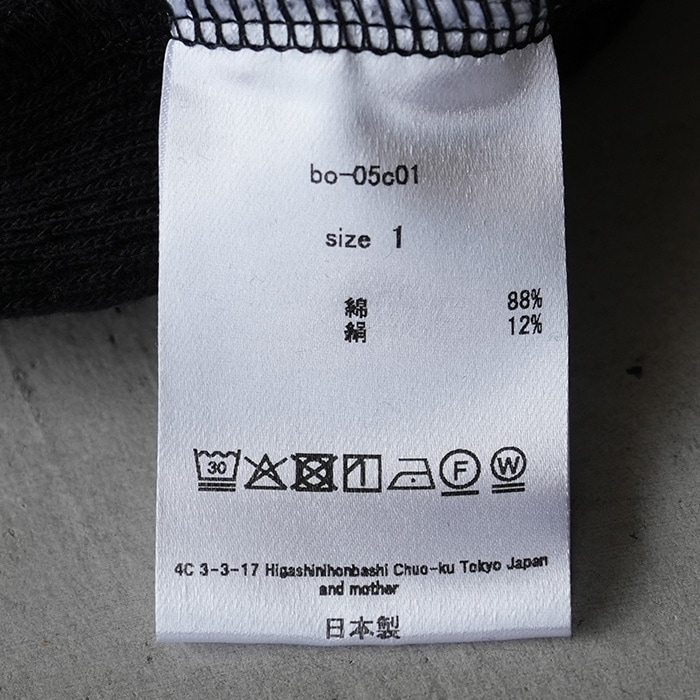 bo-05c01
size 1
綿 88%
絹 12%
30 F W
4C 3-3-17 Higashinihonbashi Chuo-ku Tokyo Japan
and mother
日本製